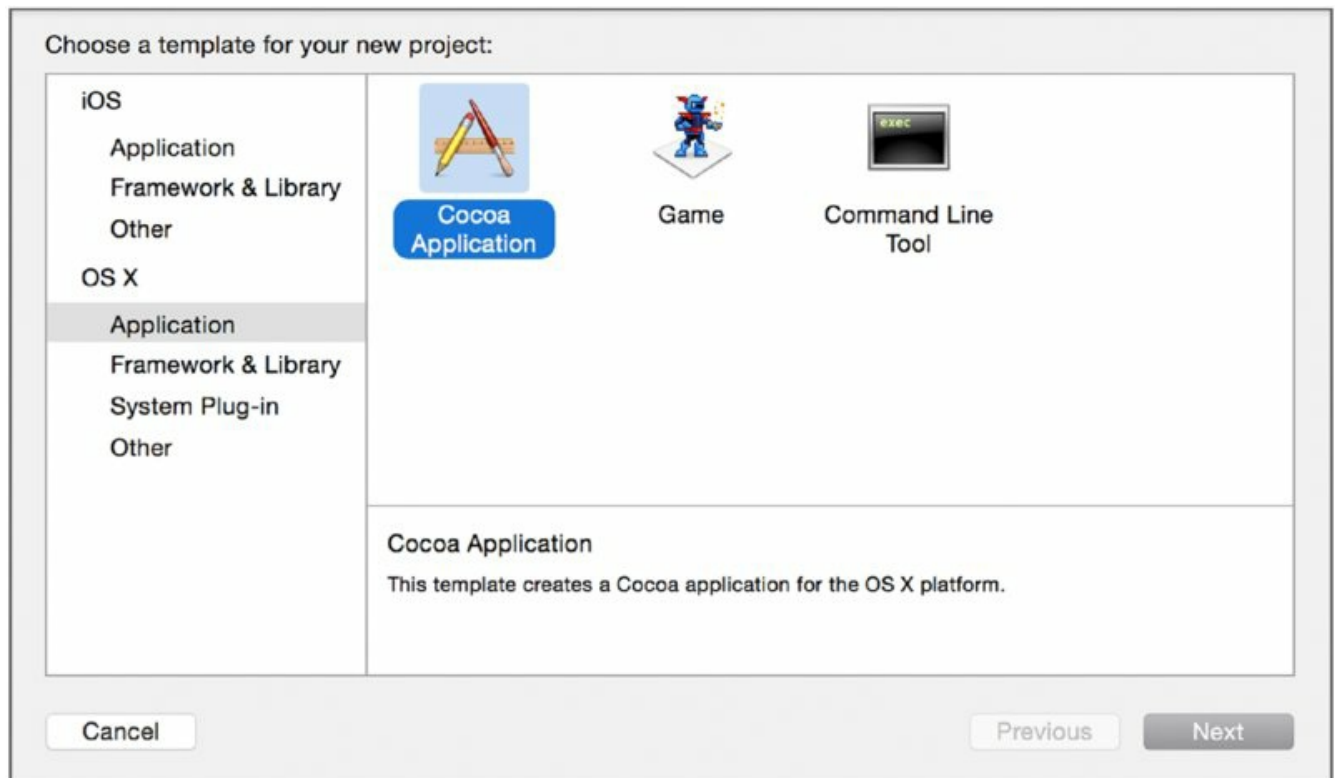 Choose a template for your new project:
iOS
Application
Framework & Library
Other
OS X
Application
Framework & Library
System Plug-in
Other
Cocoa
Application
Game
exec
Command Line
Tool
Cocoa Application
This template creates a Cocoa application for the OS X platform.
Cancel
Previous
Next